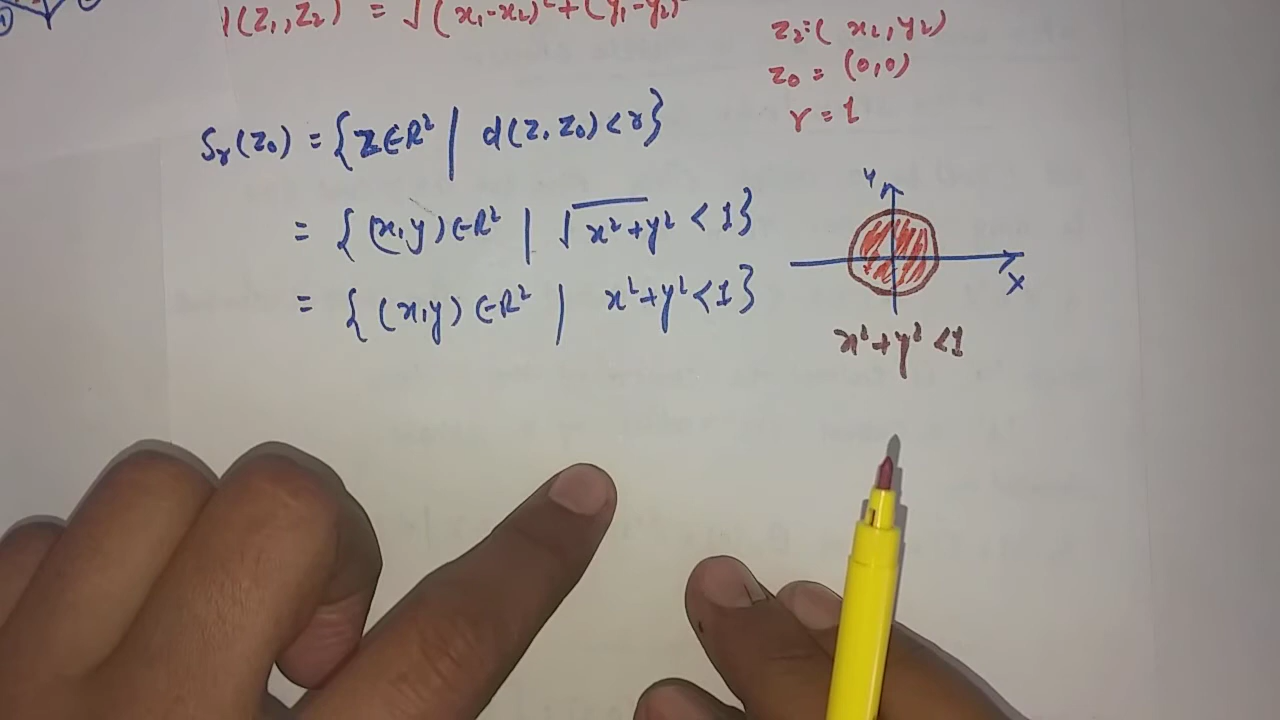 d(z₁,z₂) = √(x₁-x₂)²+(y₁-y₂)²
z₂=(x₂,y₂)
z₀ = (0,0)
r = 1
Sᵣ(z₀) = {z∈R² | d(z,z₀)<r}
= {(x,y)∈R² | √x²+y² <1}
= {(x,y)∈R² | x²+y²<1}
y
x
x²+y²<1